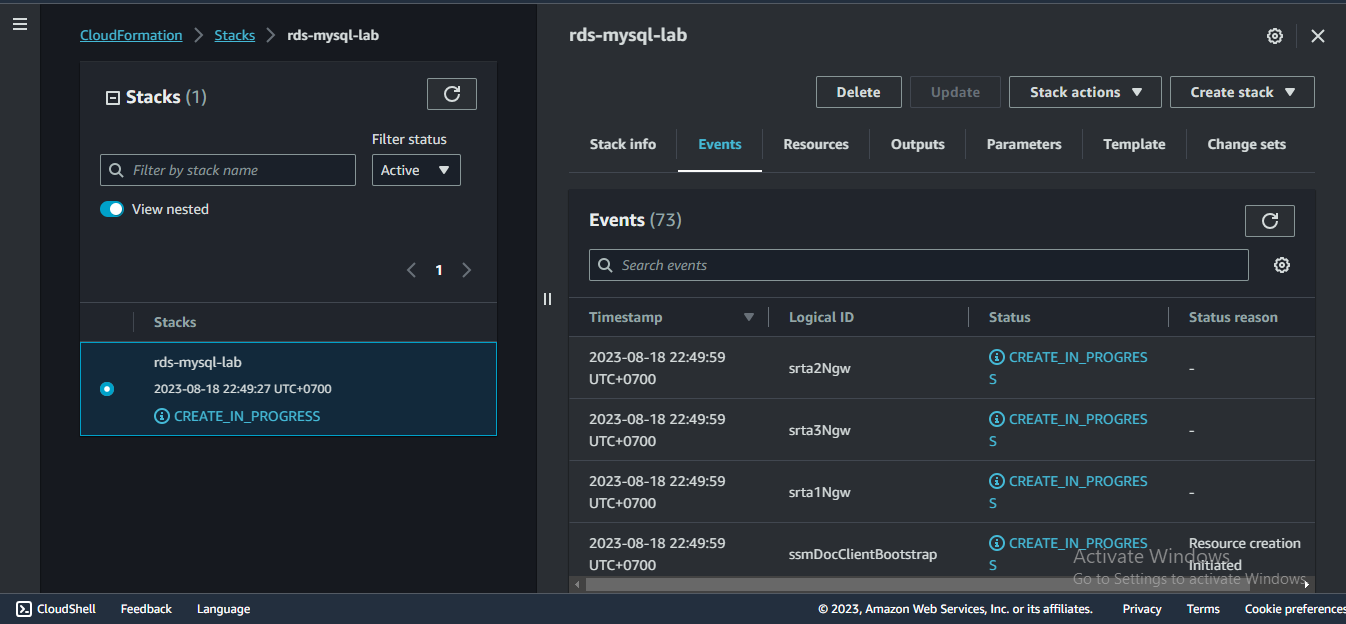 CloudFormation > Stacks > rds-mysql-lab
Stacks (1)
Filter status
Filter by stack name
Active
View nested
1
Stacks
rds-mysql-lab
2023-08-18 22:49:27 UTC+0700
CREATE_IN_PROGRESS
rds-mysql-lab
Delete Update Stack actions Create stack
Stack info Events Resources Outputs Parameters Template Change sets
Events (73)
Search events
Timestamp Logical ID Status Status reason
2023-08-18 22:49:59 CREATE_IN_PROGRES
UTC+0700 srta2Ngw S -
2023-08-18 22:49:59 CREATE_IN_PROGRES
UTC+0700 srta3Ngw S -
2023-08-18 22:49:59 CREATE_IN_PROGRES
UTC+0700 srta1Ngw S -
2023-08-18 22:49:59 CREATE_IN_PROGRES Resource creation
UTC+0700 ssmDocClientBootstrap S Initiated
Activate Windows
Go to Settings to activate Windows.
CloudShell Feedback Language © 2023, Amazon Web Services, Inc. or its affiliates. Privacy Terms Cookie preferences